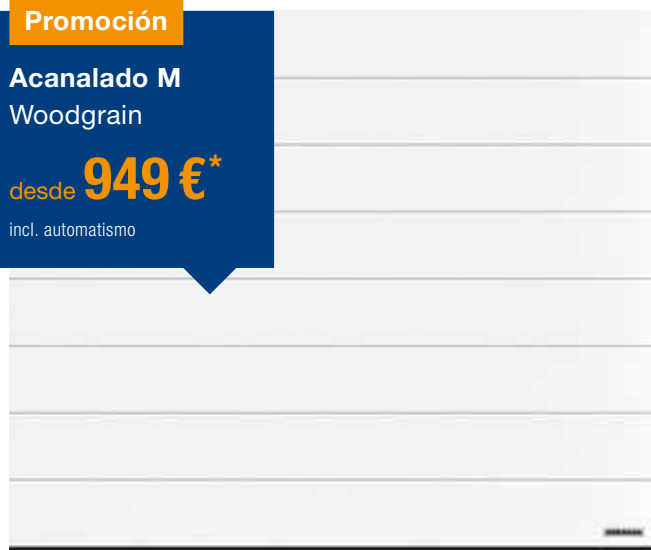 Promoción
Acanalado M
Woodgrain
desde 949 €*
incl. automatismo